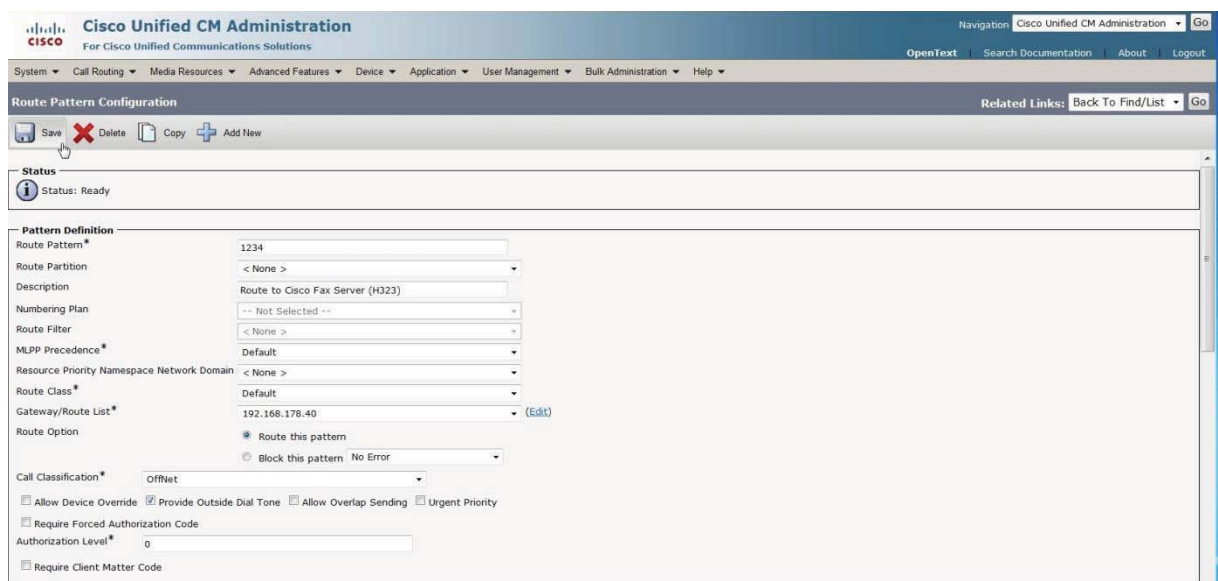 Cisco Unified CM Administration
CISCO
For Cisco Unified Communications Solutions
Navigation Cisco Unified CM Administration Go
OpenText Search Documentation About Logout
System Call Routing Media Resources Advanced Features Device Application User Management Bulk Administration Help
Route Pattern Configuration
Related Links: Back To Find/List Go
Save Delete Copy Add New
Status
Status: Ready
Pattern Definition
Route Pattern* 1234
Route Partition < None >
Description Route to Cisco Fax Server (H323)
Numbering Plan -- Not Selected --
Route Filter < None >
MLPP Precedence* Default
Resource Priority Namespace Network Domain < None >
Route Class* Default
Gateway/Route List* 192.168.178.40 (Edit)
Route Option Route this pattern
Block this pattern No Error
Call Classification* OffNet
Allow Device Override Provide Outside Dial Tone Allow Overlap Sending Urgent Priority
Require Forced Authorization Code
Authorization Level* 0
Require Client Matter Code